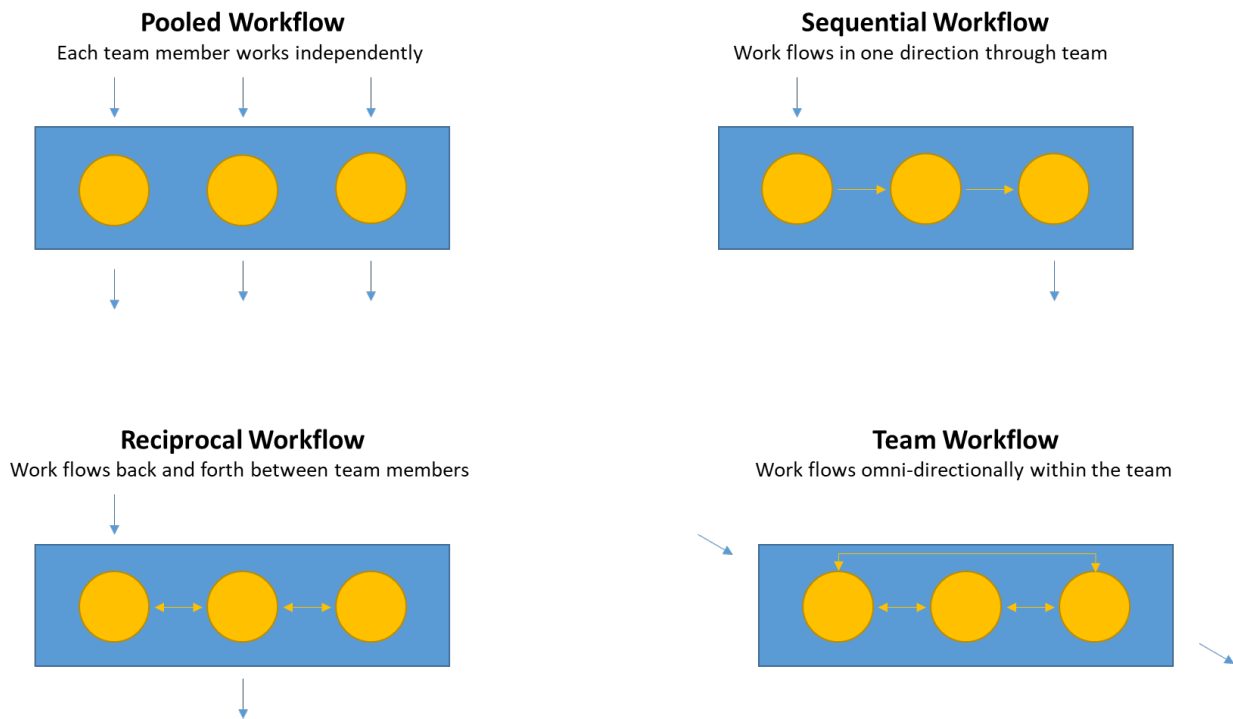 Pooled Workflow
Each team member works independently
Sequential Workflow
Work flows in one direction through team
Reciprocal Workflow
Work flows back and forth between team members
Team Workflow
Work flows omni-directionally within the team